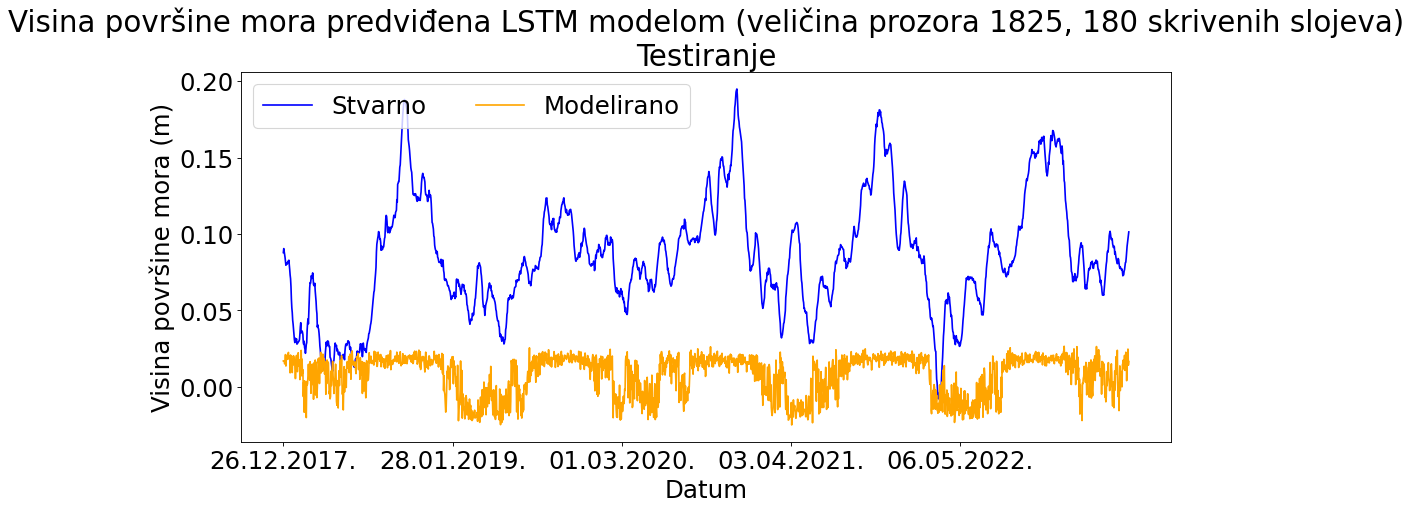 Visina površine mora predviđena LSTM modelom (veličina prozora 1825, 180 skrivenih slojeva)
Testiranje
Stvarno
Modelirano
Visina površine mora (m)
0.20
0.15
0.10
0.05
0.00
26.12.2017.
28.01.2019.
01.03.2020.
03.04.2021.
06.05.2022.
Datum